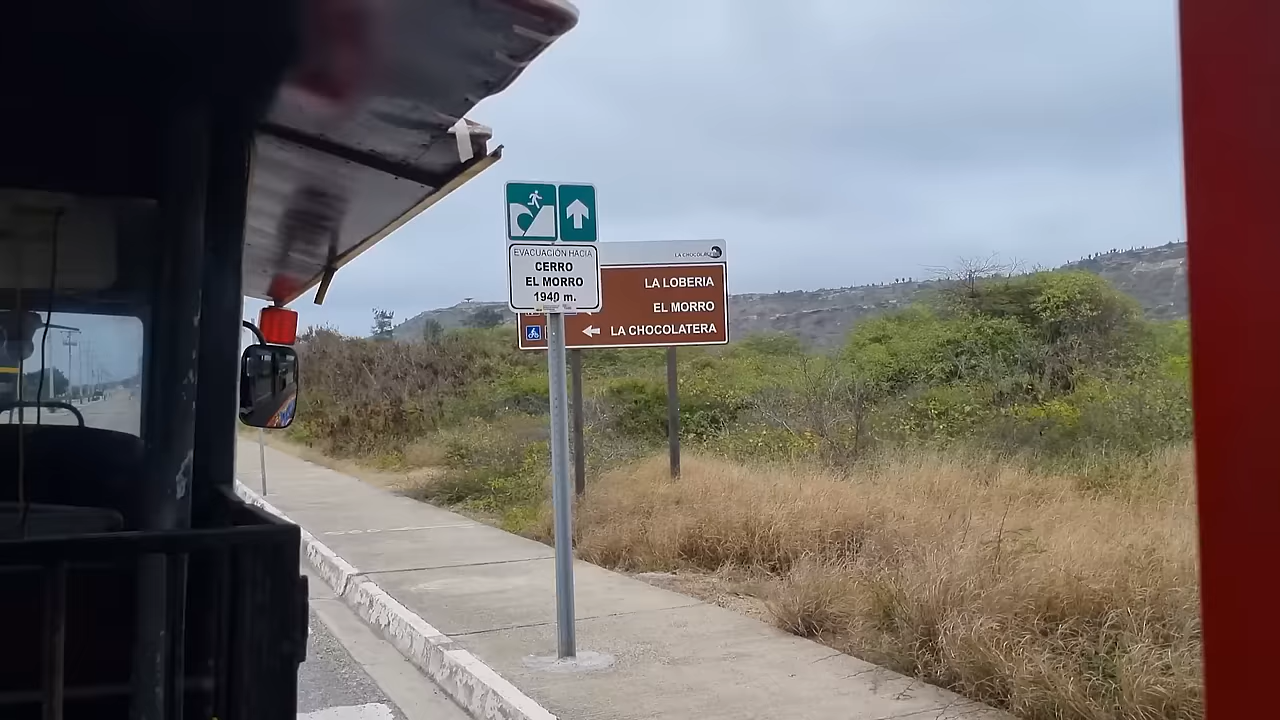 EVACUACIÓN HACIA
CERRO
EL MORRO
1940 m.
LA CHOCOLATERA
LA LOBERIA
EL MORRO
LA CHOCOLATERA